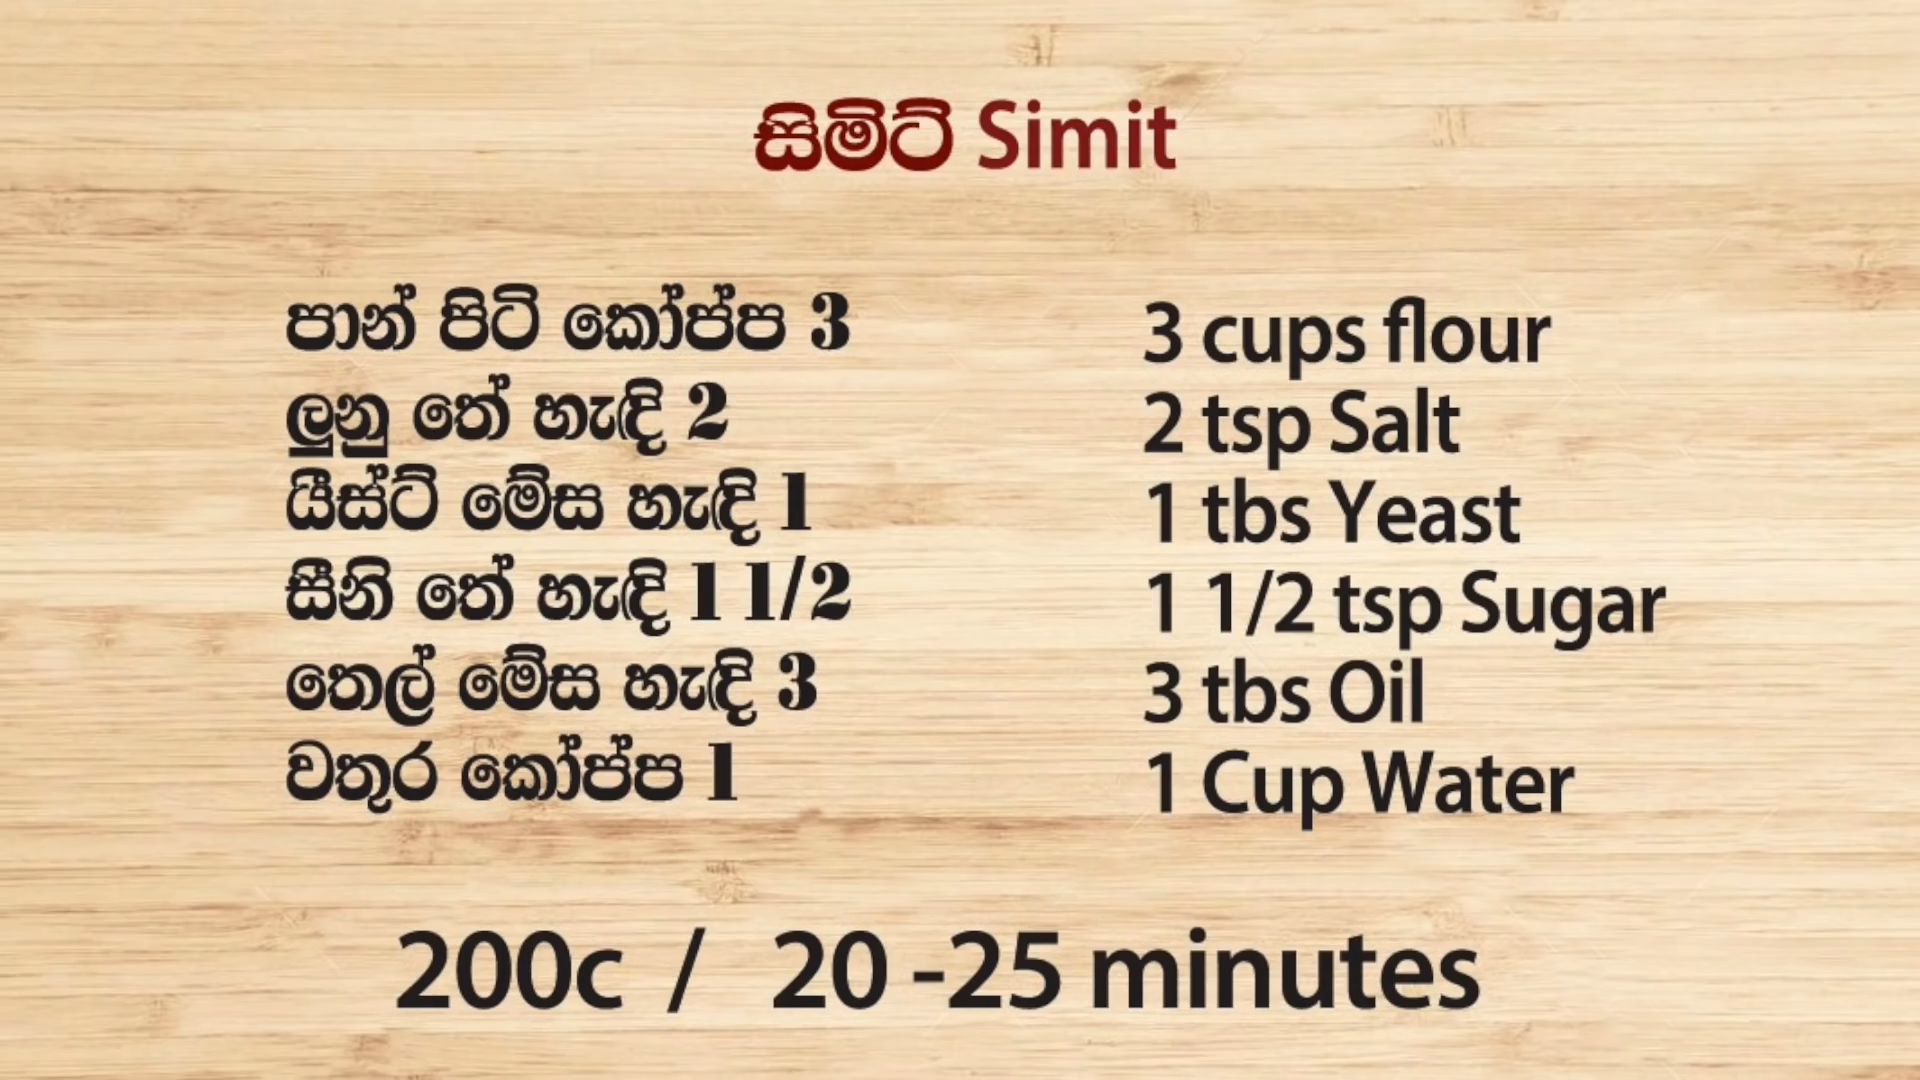 සිමිට් Simit
පාන් පිටි කෝප්ප 3
ලුනු තේ හැඳි 2
යීස්ට් මේස හැඳි 1
සීනි තේ හැඳි 1 1/2
තෙල් මේස හැඳි 3
වතුර කෝප්ප 1
3 cups flour
2 tsp Salt
1 tbs Yeast
1 1/2 tsp Sugar
3 tbs Oil
1 Cup Water
200c / 20 -25 minutes